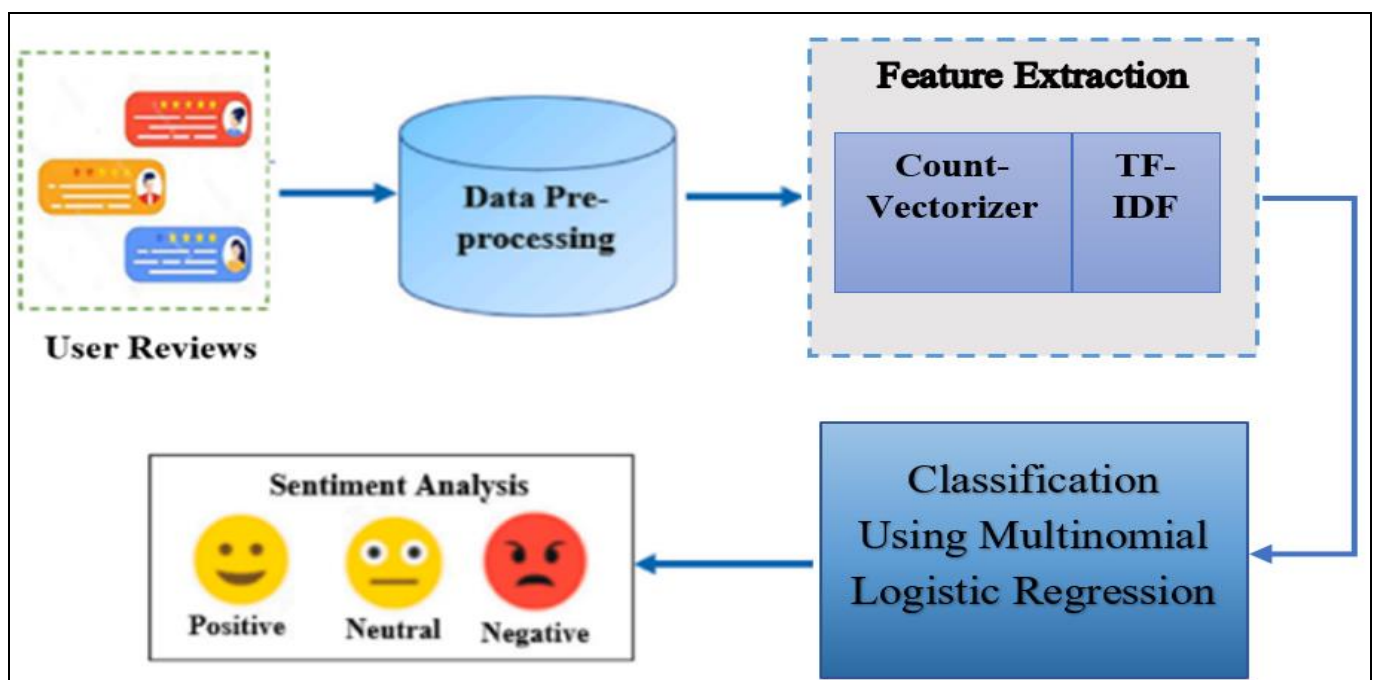 User Reviews
Data Pre-
processing
Feature Extraction
Count-
Vectorizer
TF-
IDF
Classification
Using Multinomial
Logistic Regression
Sentiment Analysis
Positive
Neutral
Negative